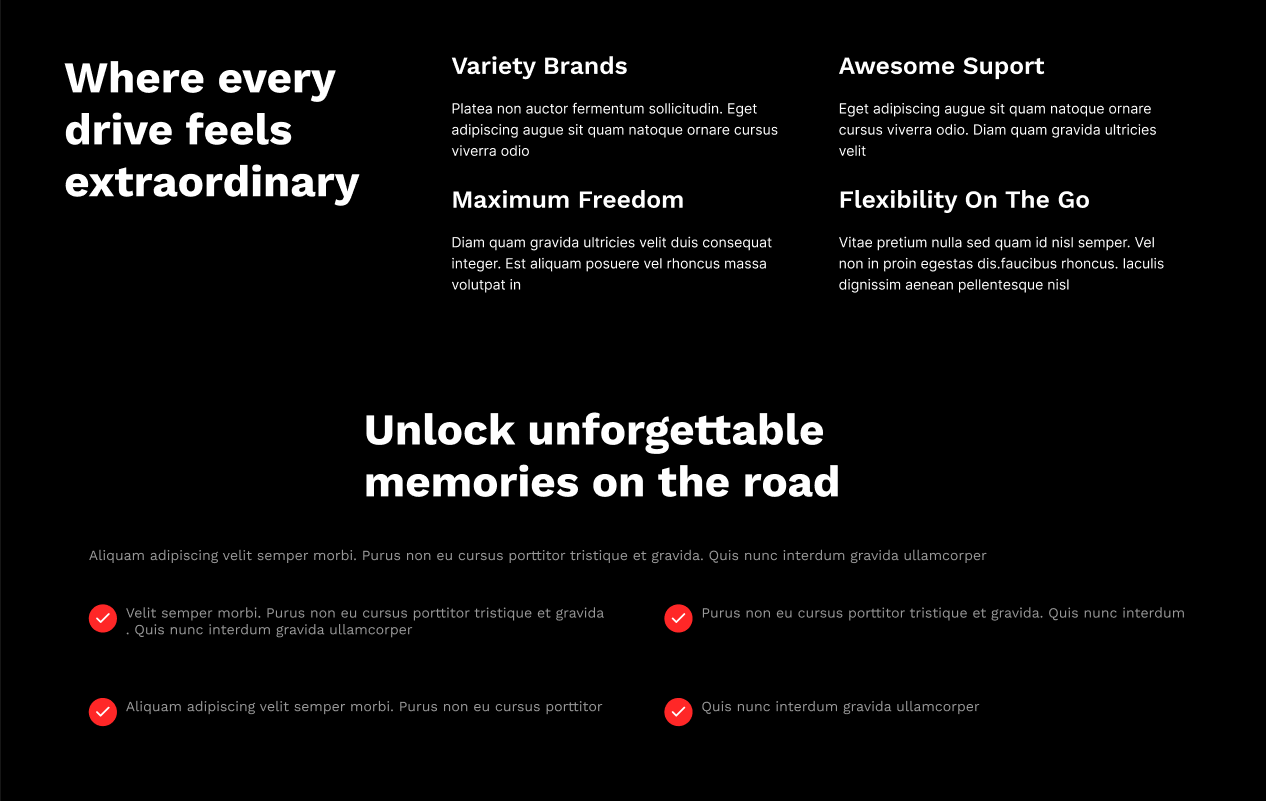 Where every
drive feels
extraordinary
Variety Brands
Platea non auctor fermentum sollicitudin. Eget
adipiscing augue sit quam natoque ornare cursus
viverra odio
Awesome Suport
Eget adipiscing augue sit quam natoque ornare
cursus viverra odio. Diam quam gravida ultricies
velit
Maximum Freedom
Diam quam gravida ultricies velit duis consequat
integer. Est aliquam posuere vel rhoncus massa
volutpat in
Flexibility On The Go
Vitae pretium nulla sed quam id nisl semper. Vel
non in proin egestas dis.faucibus rhoncus. Iaculis
dignissim aenean pellentesque nisl
Unlock unforgettable
memories on the road
Aliquam adipiscing velit semper morbi. Purus non eu cursus porttitor tristique et gravida. Quis nunc interdum gravida ullamcorper
Velit semper morbi. Purus non eu cursus porttitor tristique et gravida
. Quis nunc interdum gravida ullamcorper
Purus non eu cursus porttitor tristique et gravida. Quis nunc interdum
Aliquam adipiscing velit semper morbi. Purus non eu cursus porttitor
Quis nunc interdum gravida ullamcorper